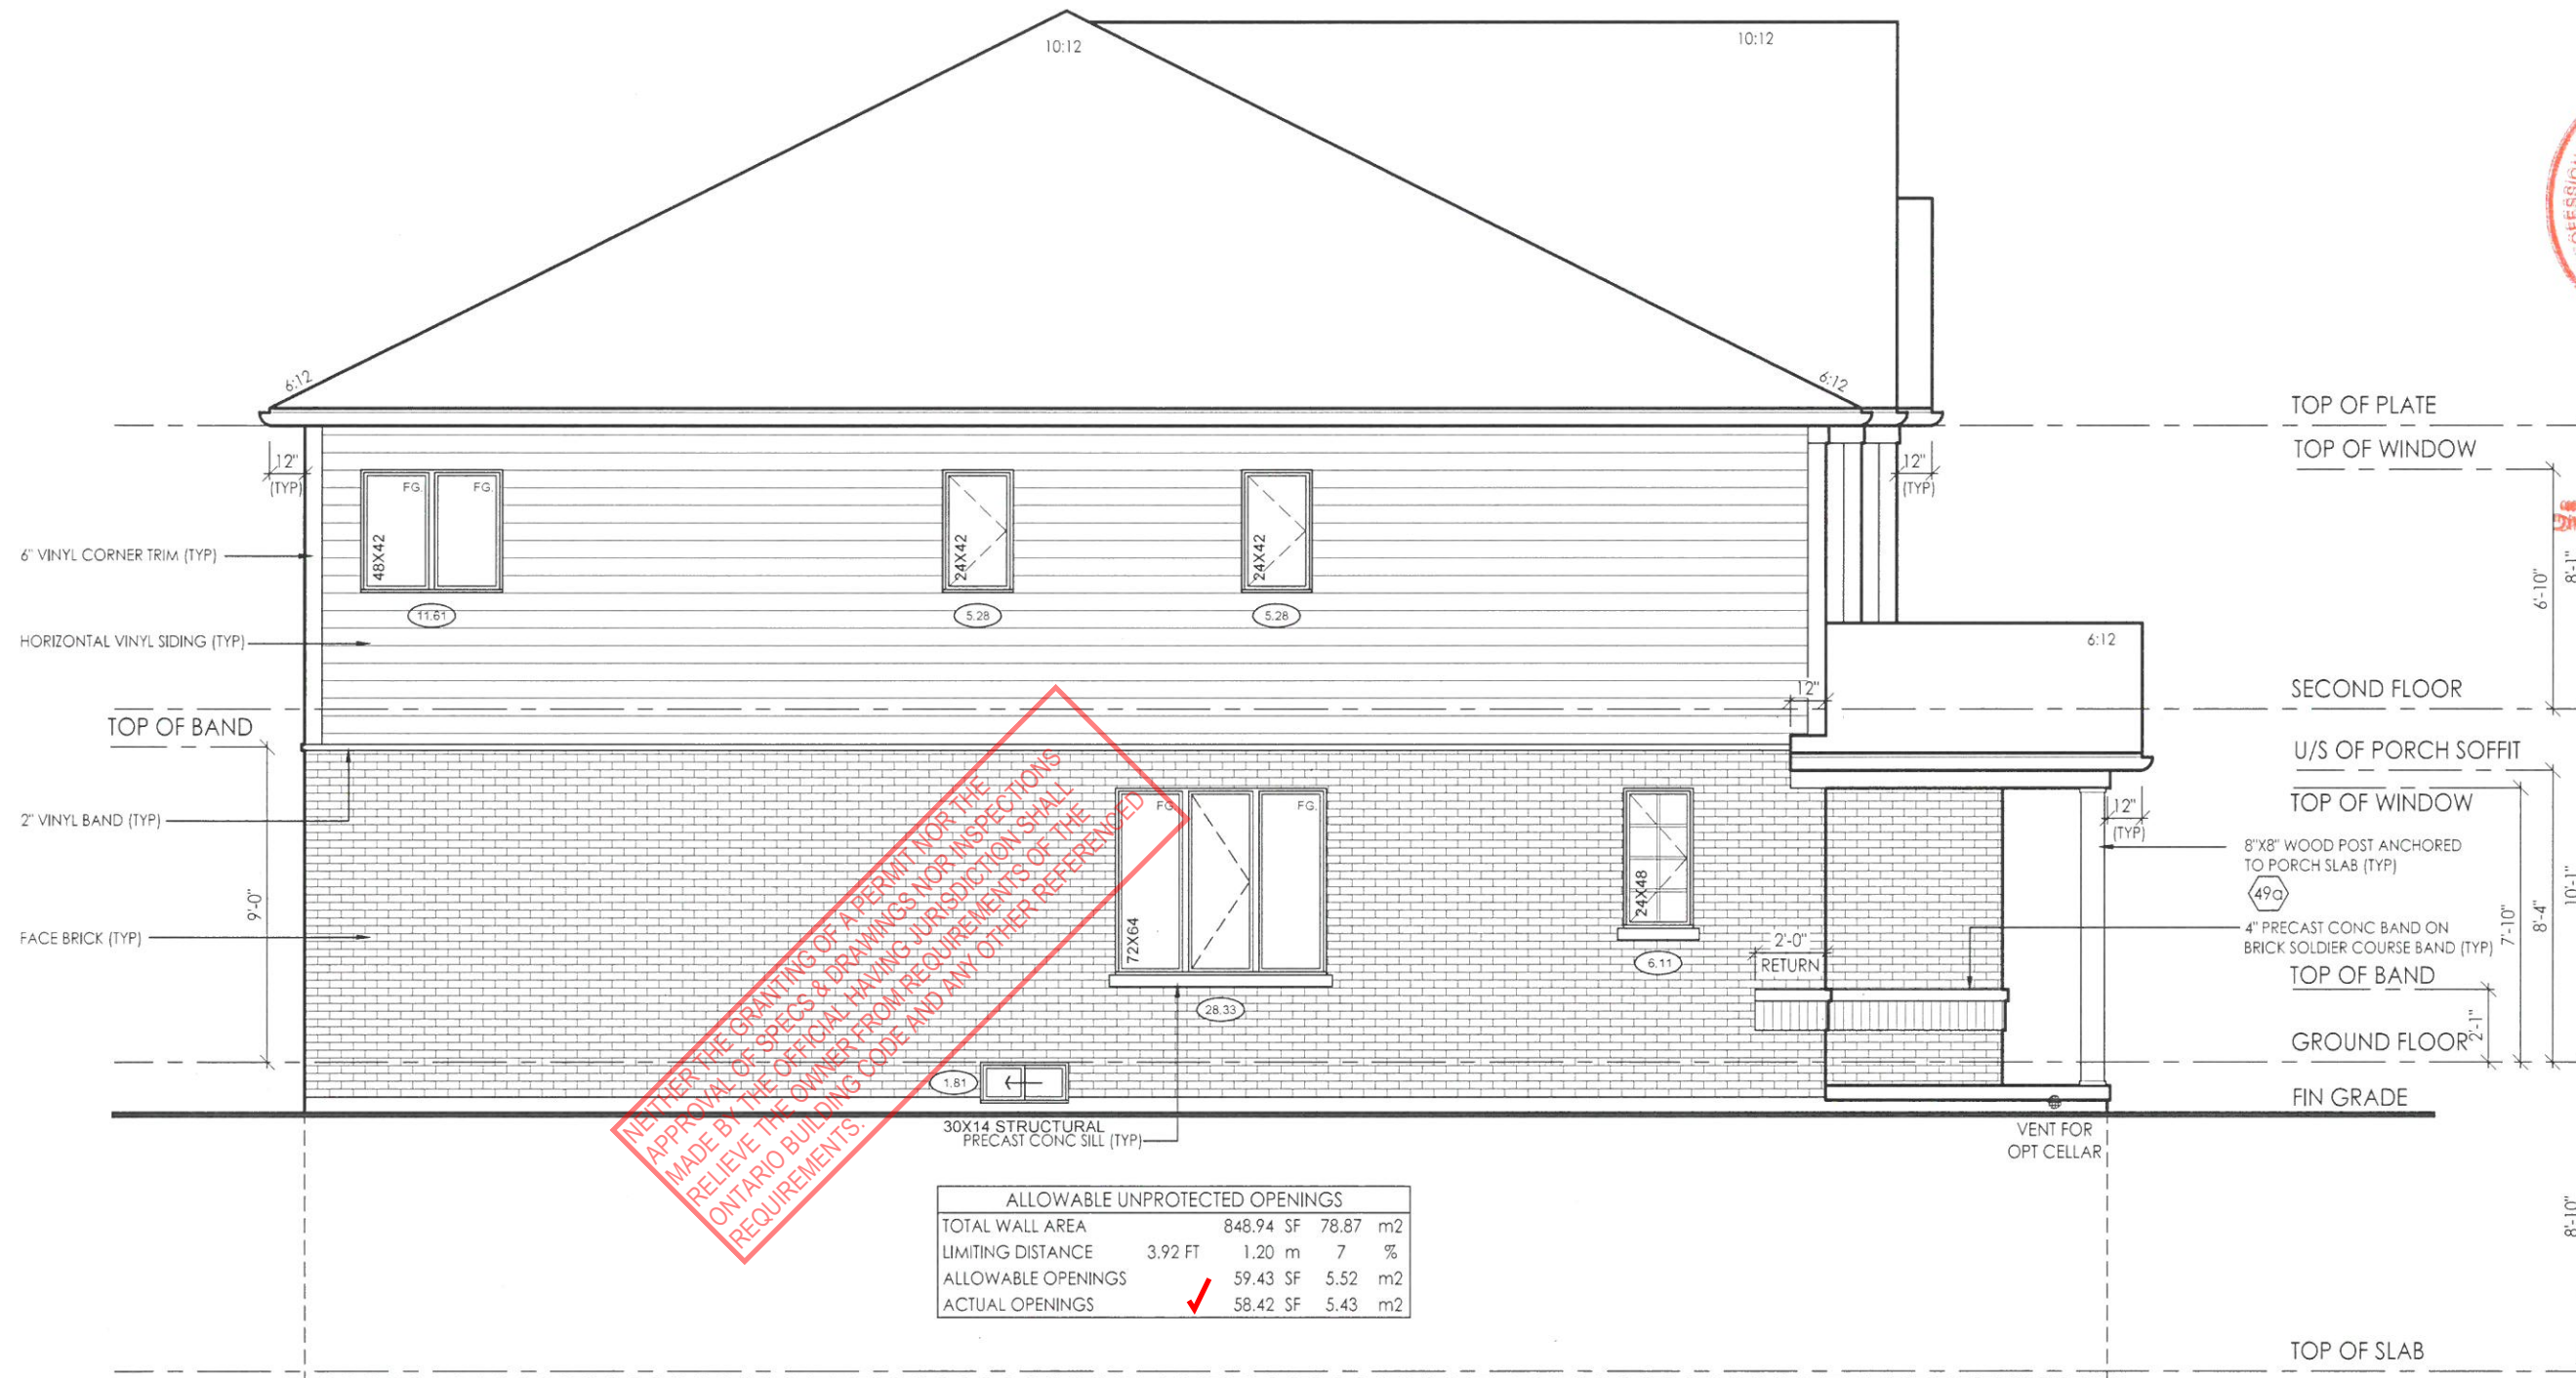 10:12
10:12
6:12
6:12
TOP OF PLATE
TOP OF WINDOW
12"
(TYP)
12"
(TYP)
FG.
FG.
48X42
24X42
24X42
6" VINYL CORNER TRIM (TYP)
8'-1"
6'-10"
11.61
5.28
5.28
HORIZONTAL VINYL SIDING (TYP)
6:12
12"
SECOND FLOOR
TOP OF BAND
U/S OF PORCH SOFFIT
TOP OF WINDOW
FG.
FG.
12"
(TYP)
2" VINYL BAND (TYP)
8"X8" WOOD POST ANCHORED
TO PORCH SLAB (TYP)
49a
9'-0"
72X64
24X48
10'-1"
8'-4"
7'-10"
FACE BRICK (TYP)
4" PRECAST CONC BAND ON
BRICK SOLDIER COURSE BAND (TYP)
2'-0"
RETURN
6.11
TOP OF BAND
28.33
2'-1"
GROUND FLOOR
1.81
FIN GRADE
30X14 STRUCTURAL
PRECAST CONC SILL (TYP)
VENT FOR
OPT CELLAR
NEITHER THE GRANTING OF A PERMIT NOR THE
APPROVAL OF SPECS & DRAWINGS NOR INSPECTIONS
MADE BY THE OFFICIAL HAVING JURISDICTION SHALL
RELIEVE THE OWNER FROM REQUIREMENTS OF THE
ONTARIO BUILDING CODE AND ANY OTHER REFERENCED
REQUIREMENTS.
ALLOWABLE UNPROTECTED OPENINGS
TOTAL WALL AREA 848.94 SF 78.87 m2
LIMITING DISTANCE 3.92 FT 1.20 m 7 %
ALLOWABLE OPENINGS 59.43 SF 5.52 m2
ACTUAL OPENINGS 58.42 SF 5.43 m2
8'-10"
TOP OF SLAB